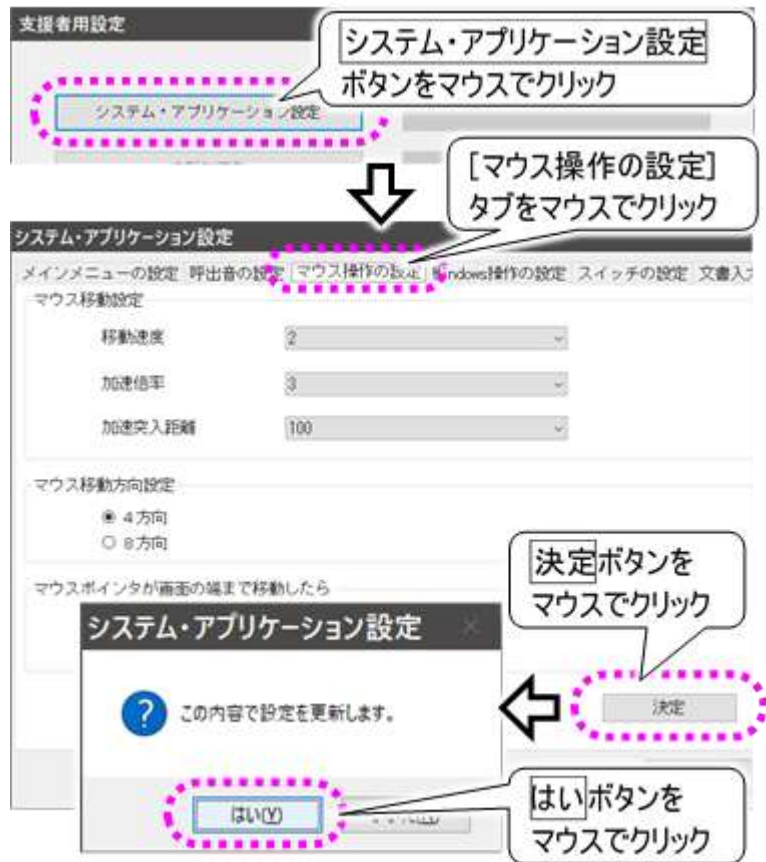 支援者用設定
システム・アプリケーション設定
ボタンをマウスでクリック
システム・アプリケーション設定
[マウス操作の設定]
タブをマウスでクリック
システム・アプリケーション設定
メインメニューの設定 呼出音の設定 マウス操作の設定 Windows操作の設定 スイッチの設定 文書入力
マウス移動設定
移動速度 2
加速倍率 3
加速突入距離 100
マウス移動方向設定
4方向
8方向
決定ボタンを
マウスでクリック
マウスポインタが画面の端まで移動したら
システム・アプリケーション設定
この内容で設定を更新します。
決定
はい(Y)
はいボタンを
マウスでクリック